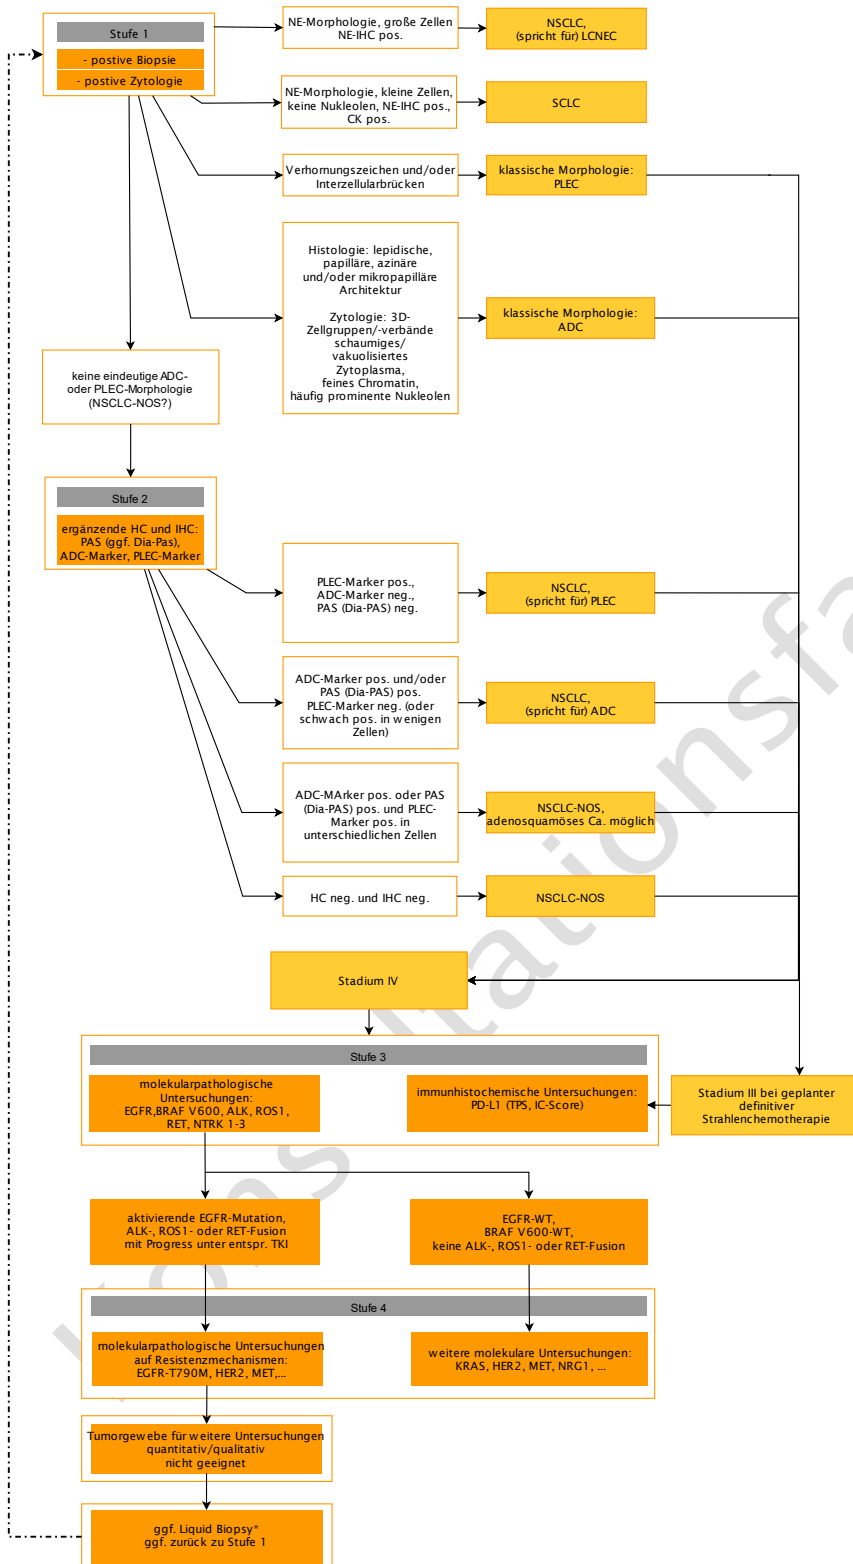 Stufe 1
- postive Biopsie
- postive Zytologie
NE-Morphologie, große Zellen
NE-IHC pos.
NSCLC,
(spricht für) LCNEC
NE-Morphologie, kleine Zellen,
keine Nukleolen, NE-IHC pos.,
CK pos.
SCLC
Verhornungszeichen und/oder
Interzellularbrücken
klassische Morphologie:
PLEC
Histologie: lepidische,
papilläre, azinäre
und/oder mikropapilläre
Architektur
Zytologie: 3D-
Zellgruppen/-verbände
schaumiges/
vakuolisiertes
Zytoplasma,
feines Chromatin,
häufig prominente Nukleolen
klassische Morphologie:
ADC
keine eindeutige ADC-
oder PLEC-Morphologie
(NSCLC-NOS?)
Stufe 2
ergänzende HC und IHC:
PAS (ggf. Dia-Pas),
ADC-Marker, PLEC-Marker
PLEC-Marker pos.,
ADC-Marker neg.,
PAS (Dia-PAS) neg.
NSCLC,
(spricht für) PLEC
ADC-Marker pos. und/oder
PAS (Dia-PAS) pos.
PLEC-Marker neg. (oder
schwach pos. in wenigen
Zellen)
NSCLC,
(spricht für) ADC
ADC-MArker pos. oder PAS
(Dia-PAS) pos. und PLEC-
Marker pos. in
unterschiedlichen Zellen
NSCLC-NOS,
adenosquamöses Ca. möglich
HC neg. und IHC neg.
NSCLC-NOS
Stadium IV
Stufe 3
molekularpathologische
Untersuchungen:
EGFR,BRAF V600, ALK, ROS1,
RET, NTRK 1-3
immunhistochemische Untersuchungen:
PD-L1 (TPS, IC-Score)
Stadium III bei geplanter
definitiver
Strahlenchemotherapie
aktivierende EGFR-Mutation,
ALK-, ROS1- oder RET-Fusion
mit Progress unter entspr. TKI
EGFR-WT,
BRAF V600-WT,
keine ALK-, ROS1- oder RET-Fusion
Stufe 4
molekularpathologische Untersuchungen
auf Resistenzmechanismen:
EGFR-T790M, HER2, MET,...
weitere molekulare Untersuchungen:
KRAS, HER2, MET, NRG1, ...
Tumorgewebe für weitere Untersuchungen
quantitativ/qualitativ
nicht geeignet
ggf. Liquid Biopsy*
ggf. zurück zu Stufe 1